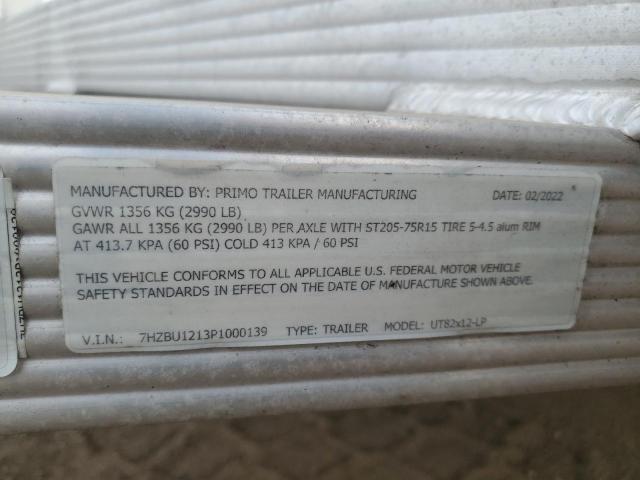 MANUFACTURED BY: PRIMO TRAILER MANUFACTURING DATE: 02/2022
GVWR 1356 KG (2990 LB)
GAWR ALL 1356 KG (2990 LB) PER AXLE WITH ST205-75R15 TIRE 5-4.5 alum RIM
AT 413.7 KPA (60 PSI) COLD 413 KPA / 60 PSI
THIS VEHICLE CONFORMS TO ALL APPLICABLE U.S. FEDERAL MOTOR VEHICLE
SAFETY STANDARDS IN EFFECT ON THE DATE OF MANUFACTURE SHOWN ABOVE.
V.I.N.: 7HZBU1213P1000139 TYPE: TRAILER MODEL: UT82x12-LP